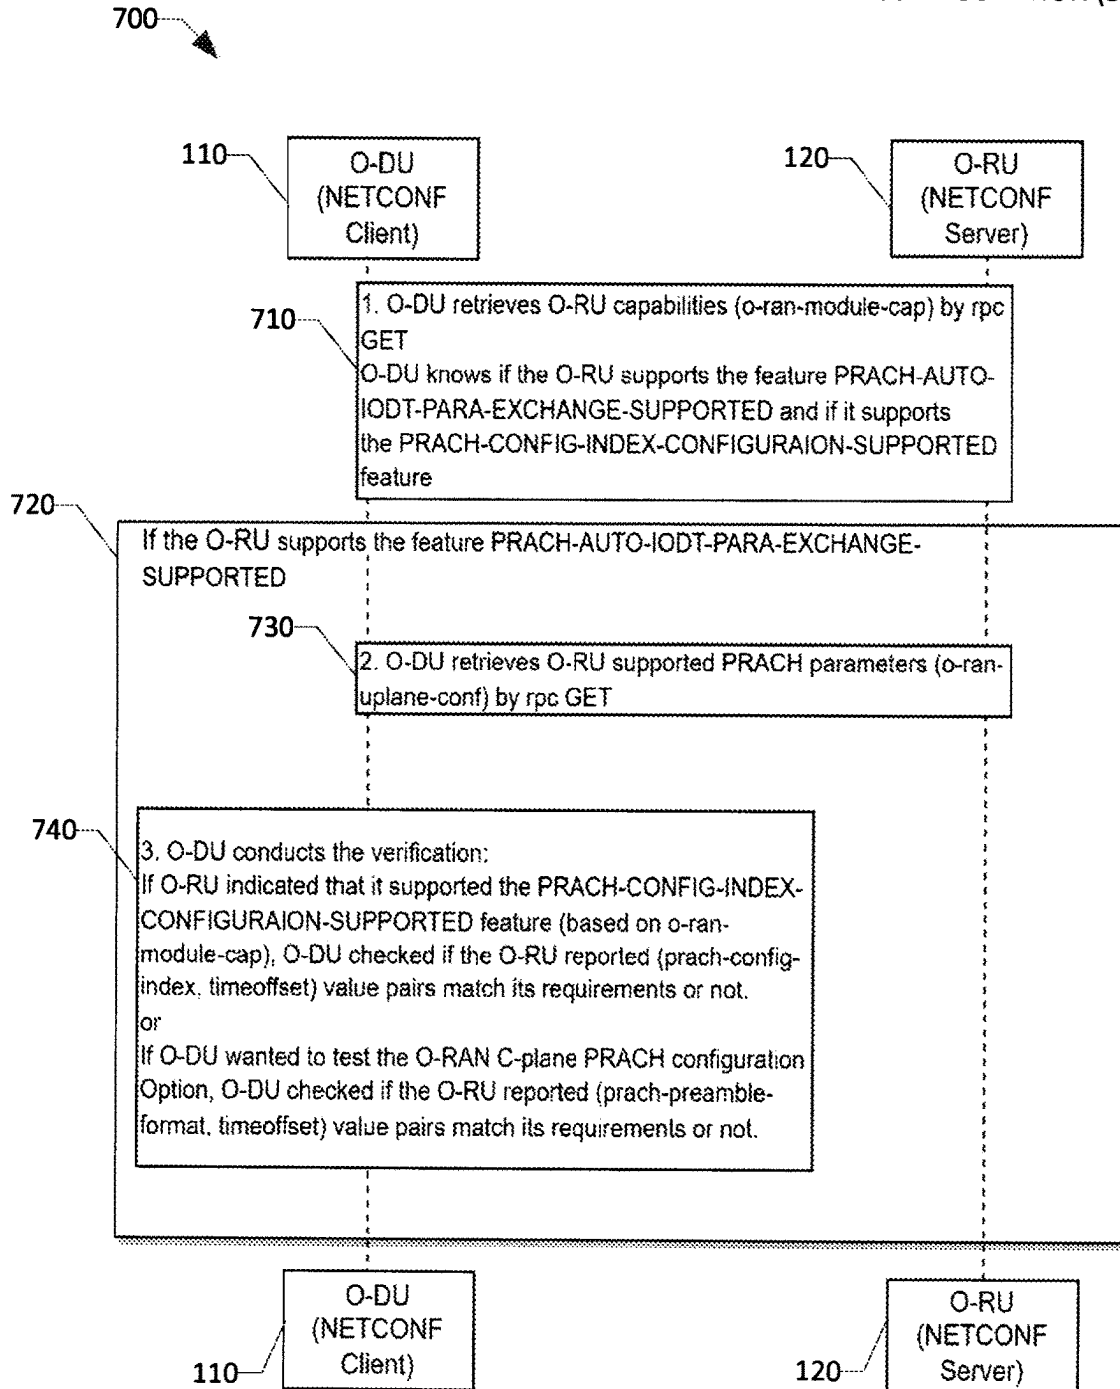 700
110
O-DU
(NETCONF
Client)
120
O-RU
(NETCONF
Server)
710
1. O-DU retrieves O-RU capabilities (o-ran-module-cap) by rpc
GET
O-DU knows if the O-RU supports the feature PRACH-AUTO-
IODT-PARA-EXCHANGE-SUPPORTED and if it supports
the PRACH-CONFIG-INDEX-CONFIGURAION-SUPPORTED
feature
720
If the O-RU supports the feature PRACH-AUTO-IODT-PARA-EXCHANGE-
SUPPORTED
730
2. O-DU retrieves O-RU supported PRACH parameters (o-ran-
uplane-conf) by rpc GET
740
3. O-DU conducts the verification:
If O-RU indicated that it supported the PRACH-CONFIG-INDEX-
CONFIGURAION-SUPPORTED feature (based on o-ran-
module-cap), O-DU checked if the O-RU reported (prach-config-
index, timeoffset) value pairs match its requirements or not.
or
If O-DU wanted to test the O-RAN C-plane PRACH configuration
Option, O-DU checked if the O-RU reported (prach-preamble-
format, timeoffset) value pairs match its requirements or not.
O-DU
(NETCONF
Client)
110
O-RU
(NETCONF
Server)
120